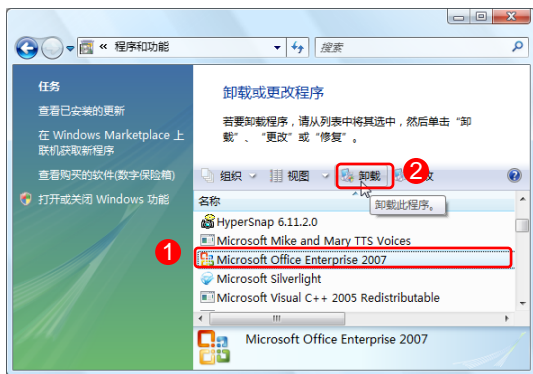 « 程序和功能
搜索
任务
查看已安装的更新
在 Windows Marketplace 上
联机获取新程序
查看购买的软件(数字保险箱)
打开或关闭 Windows 功能
卸载或更改程序
若要卸载程序，请从列表中将其选中，然后单击“卸
载”、“更改”或“修复”。
组织 视图 卸载 2 改
名称
卸载此程序。
HyperSnap 6.11.2.0
Microsoft Mike and Mary TTS Voices
1 Microsoft Office Enterprise 2007
Microsoft Silverlight
Microsoft Visual C++ 2005 Redistributable
Microsoft Office Enterprise 2007